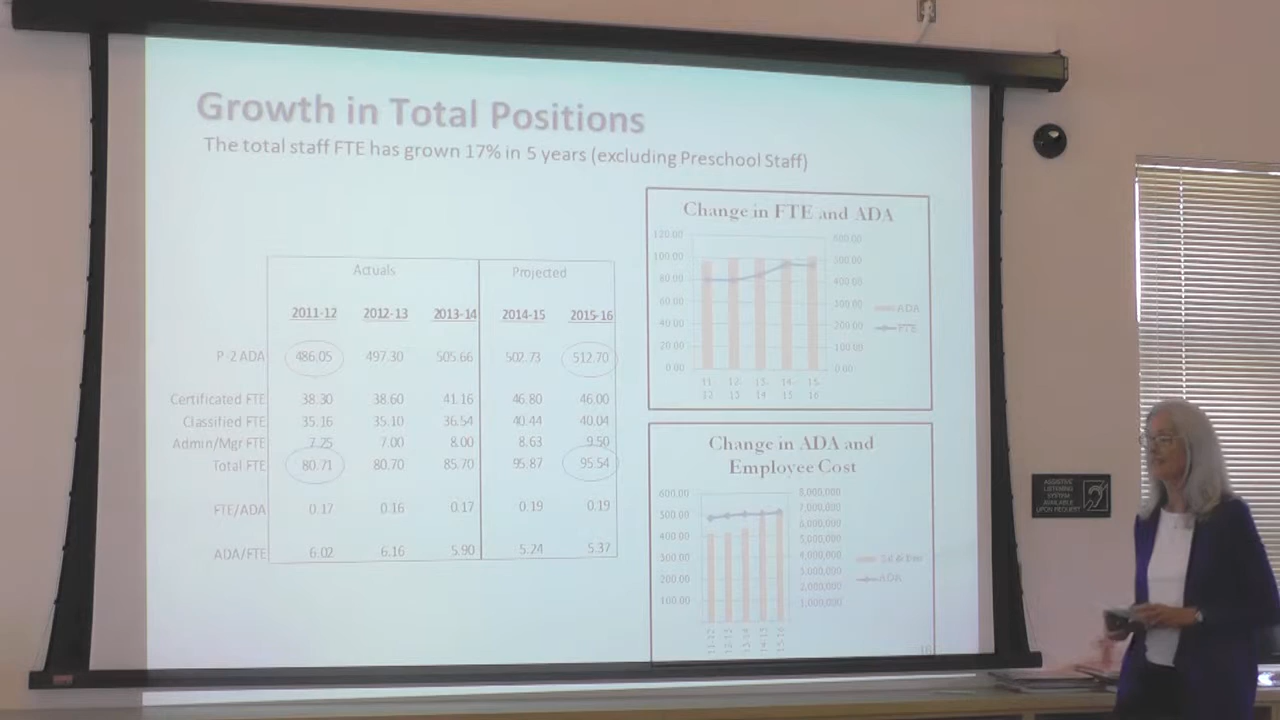 Growth in Total Positions
The total staff FTE has grown 17% in 5 years (excluding Preschool Staff)
Actuals Projected
2011-12 2012-13 2013-14 2014-15 2015-16
P-2 ADA 486.05 497.30 505.66 502.73 512.70
Certificated FTE 38.30 38.60 41.16 46.80 46.00
Classified FTE 35.16 35.10 36.54 40.44 40.04
Admin/Mgr FTE 7.25 7.00 8.00 8.63 9.50
Total FTE 80.71 80.70 85.70 95.87 95.54
FTE/ADA 0.17 0.16 0.17 0.19 0.19
ADA/FTE 6.02 6.16 5.90 5.24 5.37
Change in FTE and ADA
120.00 600.00
100.00 500.00
80.00 400.00
60.00 300.00
40.00 200.00
20.00 100.00
0.00 0.00
ADA
FTE
11- 12- 13- 14- 15-
12 13 14 15 16
Change in ADA and
Employee Cost
600.00 8,000,000
500.00 7,000,000
400.00 6,000,000
300.00 5,000,000
200.00 4,000,000
100.00 3,000,000
2,000,000
1,000,000
ADA
11-12 12-13 13-14 14-15 15-16
10
ASSISTIVE
LISTENING
SYSTEM
AVAILABLE
UPON REQUEST